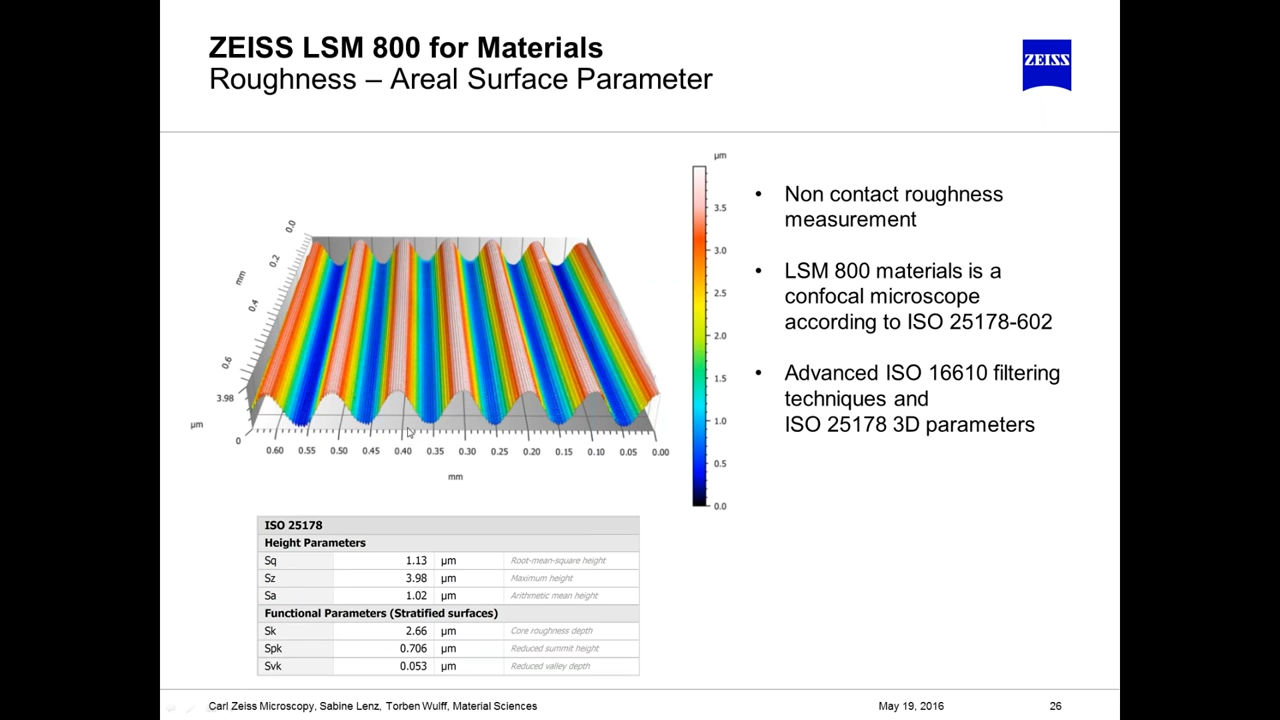 ZEISS LSM 800 for Materials
Roughness – Areal Surface Parameter
ZEISS
µm
3.5
3.0
2.5
2.0
1.5
1.0
0.5
0.0
0.0
0.2
mm
0.4
0.6
3.98
µm
0
0.60 0.55 0.50 0.45 0.40 0.35 0.30 0.25 0.20 0.15 0.10 0.05 0.00
mm
• Non contact roughness
measurement
• LSM 800 materials is a
confocal microscope
according to ISO 25178-602
• Advanced ISO 16610 filtering
techniques and
ISO 25178 3D parameters
ISO 25178
Height Parameters
Sq 1.13 µm Root-mean-square height
Sz 3.98 µm Maximum height
Sa 1.02 µm Arithmetic mean height
Functional Parameters (Stratified surfaces)
Sk 2.66 µm Core roughness depth
Spk 0.706 µm Reduced summit height
Svk 0.053 µm Reduced valley depth
Carl Zeiss Microscopy, Sabine Lenz, Torben Wulff, Material Sciences May 19, 2016 26